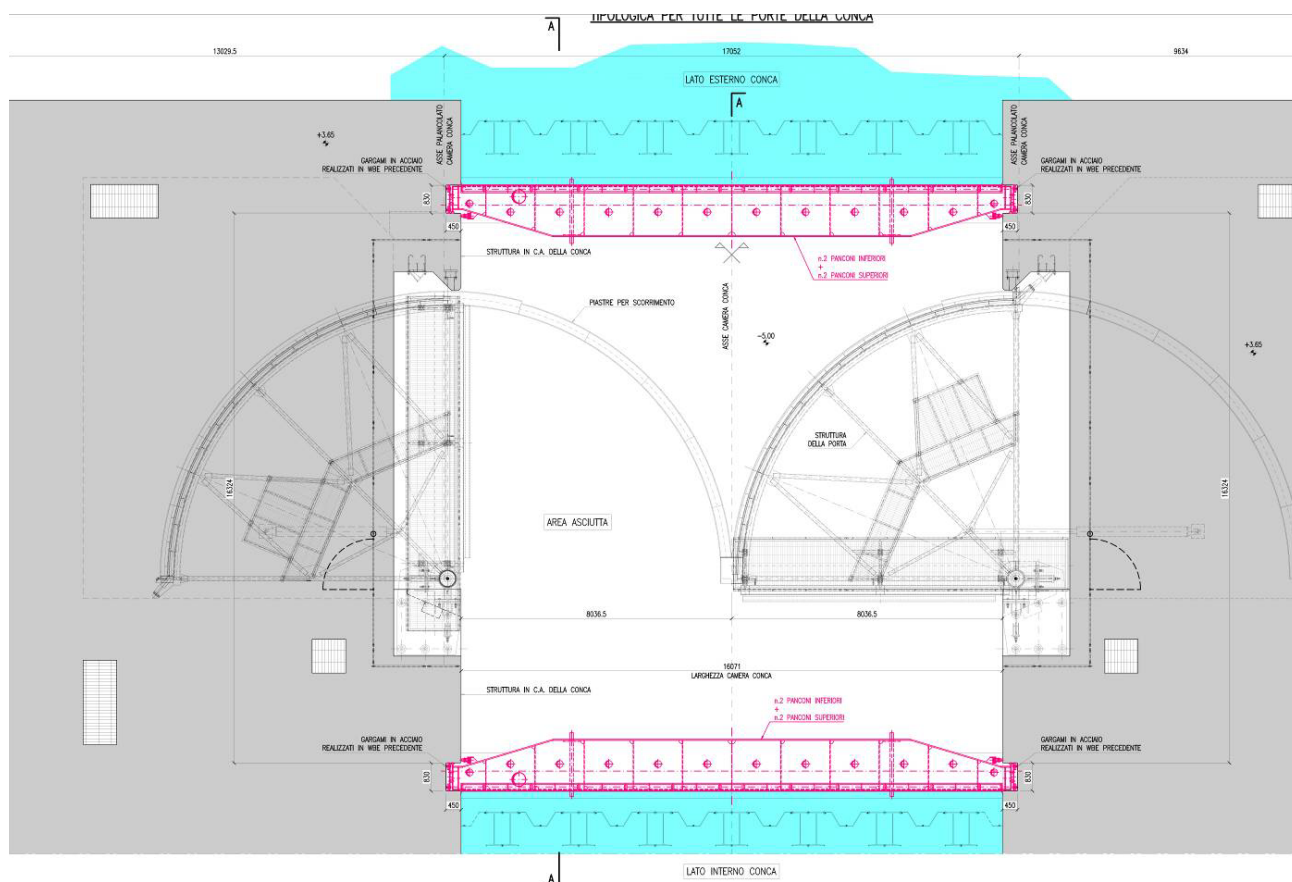 TIPOLOGICA PER TUTTE LE PORTE DELLA CONCA
A
13029.5
17052
9634
LATO ESTERNO CONCA
A
ASSE PALANCOLATO
CAMERA CONCA
ASSE PALANCOLATO
CAMERA CONCA
+3.65
GARGAMI IN ACCIAIO
REALIZZATI IN WBE PRECEDENTE
GARGAMI IN ACCIAIO
REALIZZATI IN WBE PRECEDENTE
830
830
450
450
STRUTTURA IN C.A. DELLA CONCA
n.2 PANCONI INFERIORI
+
n.2 PANCONI SUPERIORI
PIASTRE PER SCORRIMENTO
ASSE CAMERA CONCA
-5.00
+3.65
STRUTTURA
DELLA PORTA
16324
16324
AREA ASCIUTTA
8036.5
8036.5
16071
LARGHEZZA CAMERA CONCA
STRUTTURA IN C.A. DELLA CONCA
n.2 PANCONI INFERIORI
+
n.2 PANCONI SUPERIORI
GARGAMI IN ACCIAIO
REALIZZATI IN WBE PRECEDENTE
GARGAMI IN ACCIAIO
REALIZZATI IN WBE PRECEDENTE
830
830
450
450
LATO INTERNO CONCA
A